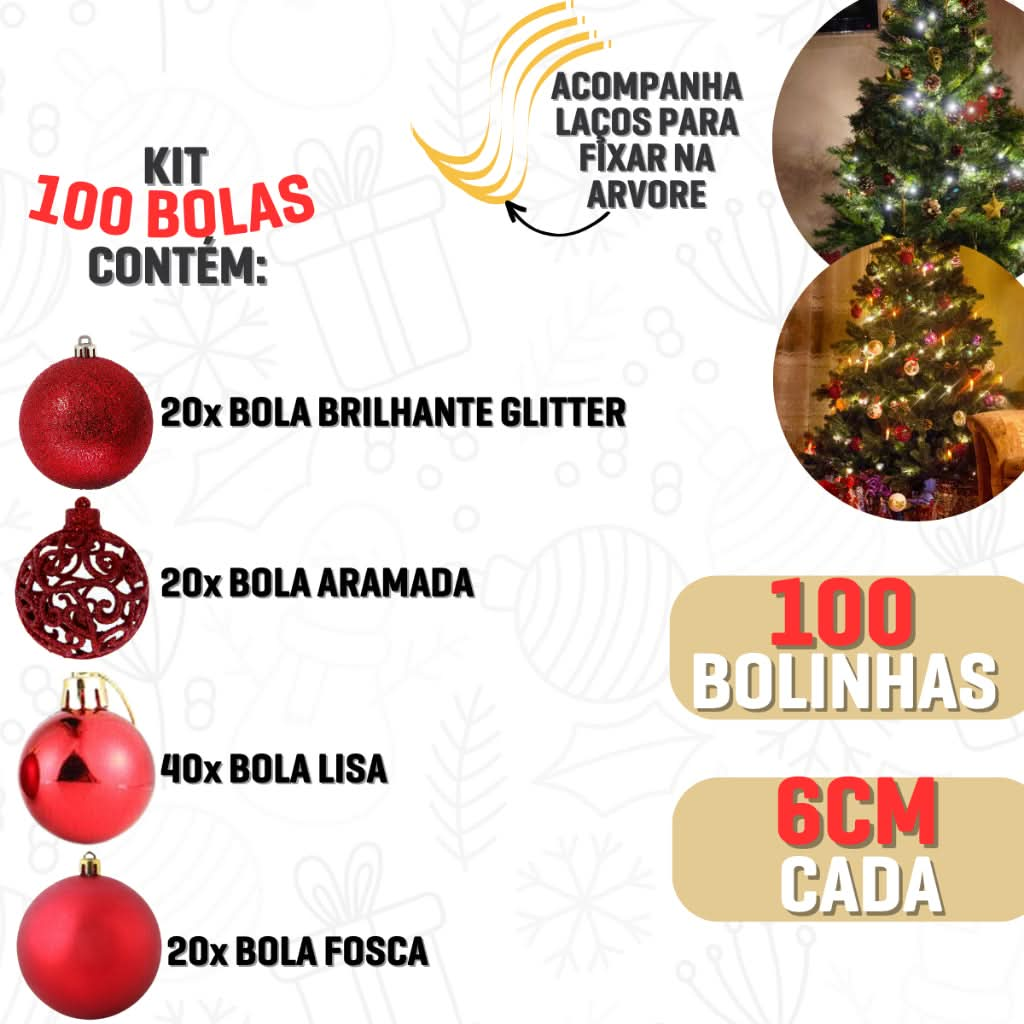 KIT
100 BOLAS
CONTÉM:
ACOMPANHA
LAÇOS PARA
FIXAR NA
ARVORE
20x BOLA BRILHANTE GLITTER
20x BOLA ARAMADA
40x BOLA LISA
20x BOLA FOSCA
100
BOLINHAS
6CM
CADA